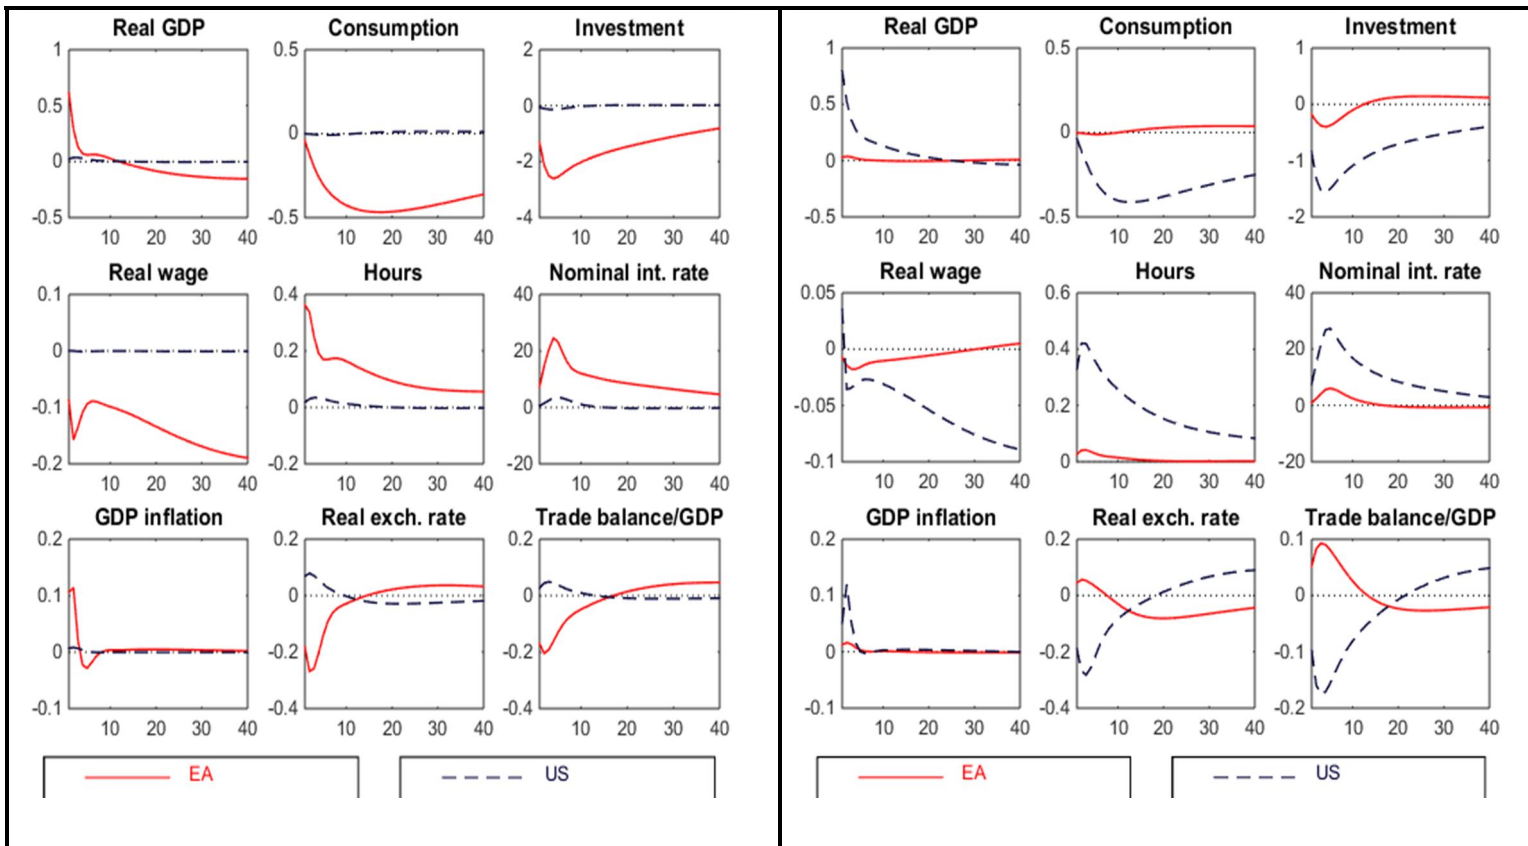 Real GDP Consumption Investment
1 0.5 2
0.5 0
0 0 -2
-0.5 -0.5 -4
10 20 30 40 10 20 30 40 10 20 30 40
Real wage Hours Nominal int. rate
0.1 0.4 40
0 0.2 20
-0.1 0 0
-0.2 -0.2 -20
10 20 30 40 10 20 30 40 10 20 30 40
GDP inflation Real exch. rate Trade balance/GDP
0.2 0.2 0.2
0.1 0 0
0 -0.2 -0.2
-0.1 -0.4 -0.4
10 20 30 40 10 20 30 40 10 20 30 40
EA US
Real GDP Consumption Investment
1 0.5 1
0.5 0
0 0 -1
-0.5 -0.5 -2
10 20 30 40 10 20 30 40 10 20 30 40
Real wage Hours Nominal int. rate
0.05 0.6 40
0 0.4 20
-0.05 0.2 0
-0.1 0 -20
10 20 30 40 10 20 30 40 10 20 30 40
GDP inflation Real exch. rate Trade balance/GDP
0.2 0.2 0.1
0.1 0 0
0 -0.2 -0.1
-0.1 -0.4 -0.2
10 20 30 40 10 20 30 40 10 20 30 40
EA US